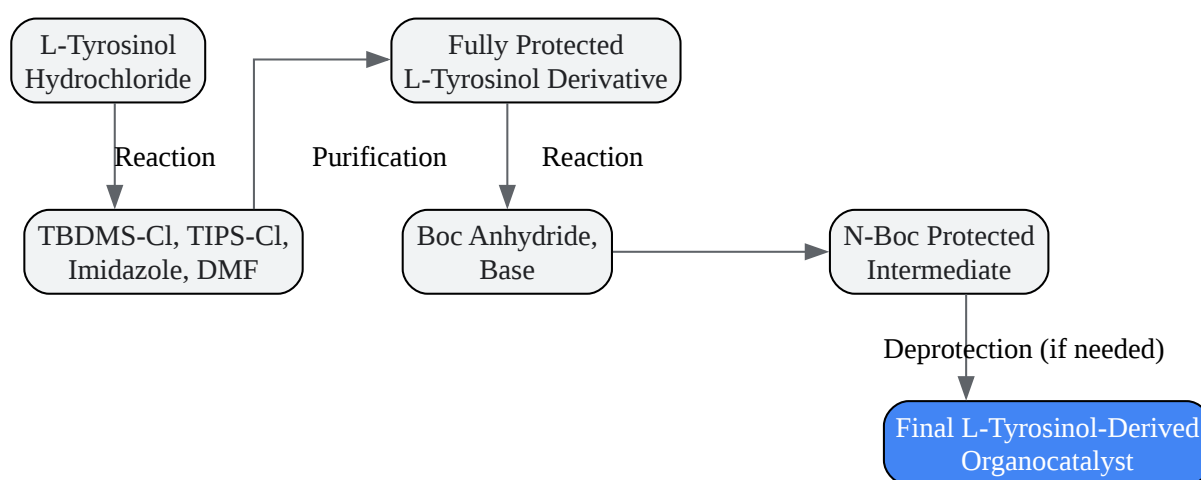 L-Tyrosinol
Hydrochloride
Fully Protected
L-Tyrosinol Derivative
Reaction
Purification
Reaction
TBDMS-Cl, TIPS-Cl,
Imidazole, DMF
Boc Anhydride,
Base
N-Boc Protected
Intermediate
Deprotection (if needed)
Final L-Tyrosinol-Derived
Organocatalyst